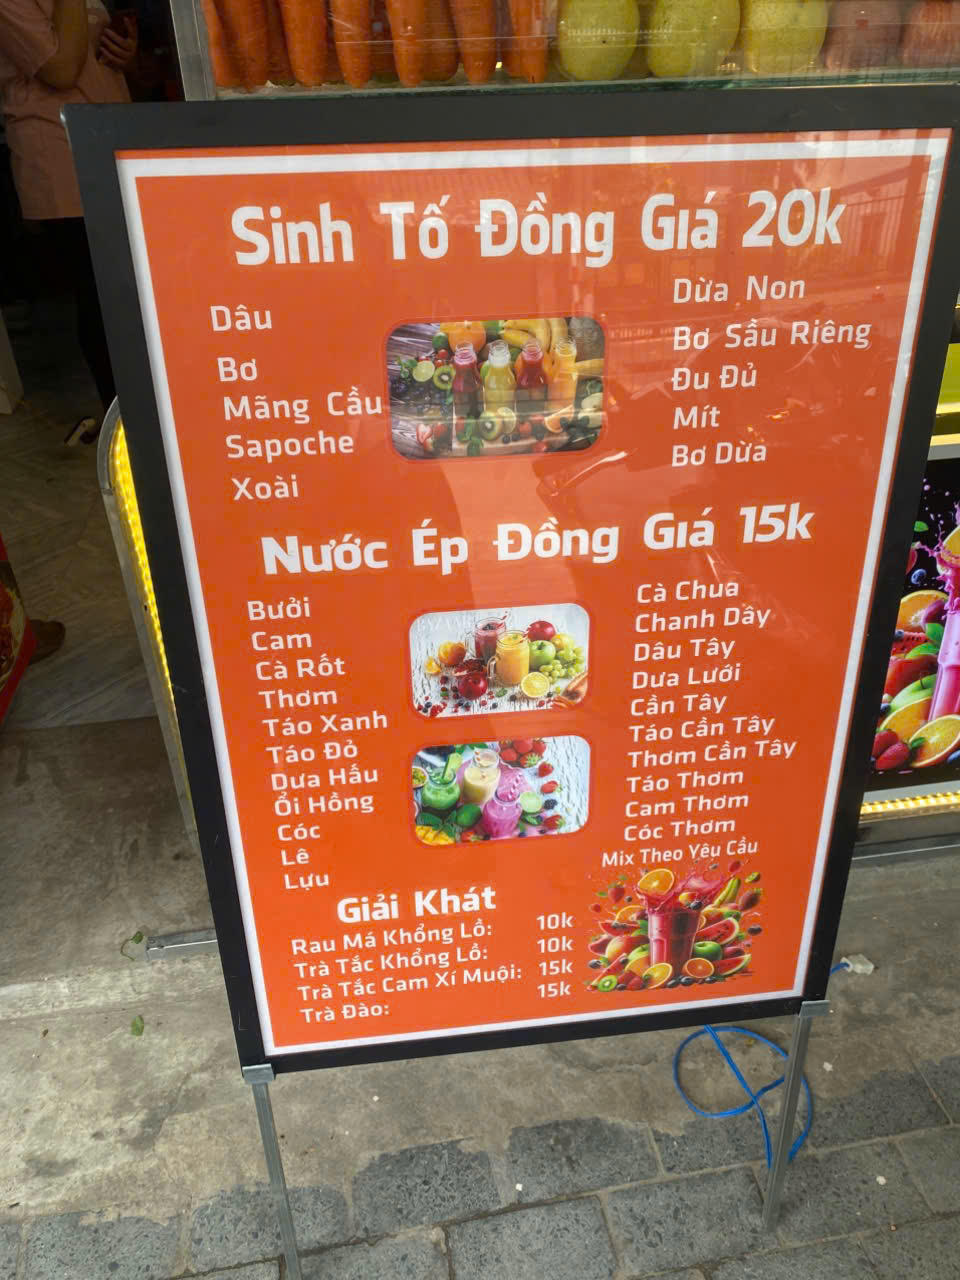 Sinh Tố Đồng Giá 20k
Dâu
Bơ
Mãng Cầu
Sapoche
Xoài
Dừa Non
Bơ Sầu Riêng
Đu Đủ
Mít
Bơ Dừa
Nước Ép Đồng Giá 15k
Bưởi
Cam
Cà Rốt
Thơm
Táo Xanh
Táo Đỏ
Dưa Hấu
Ổi Hồng
Cóc
Lê
Lựu
Cà Chua
Chanh Dầy
Dâu Tây
Dưa Lưới
Cần Tây
Táo Cần Tây
Thơm Cần Tây
Táo Thơm
Cam Thơm
Cóc Thơm
Mix Theo Yêu Cầu
Giải Khát
Rau Má Khổng Lồ: 10k
Trà Tắc Khổng Lồ: 10k
Trà Tắc Cam Xí Muội: 15k
Trà Đào: 15k